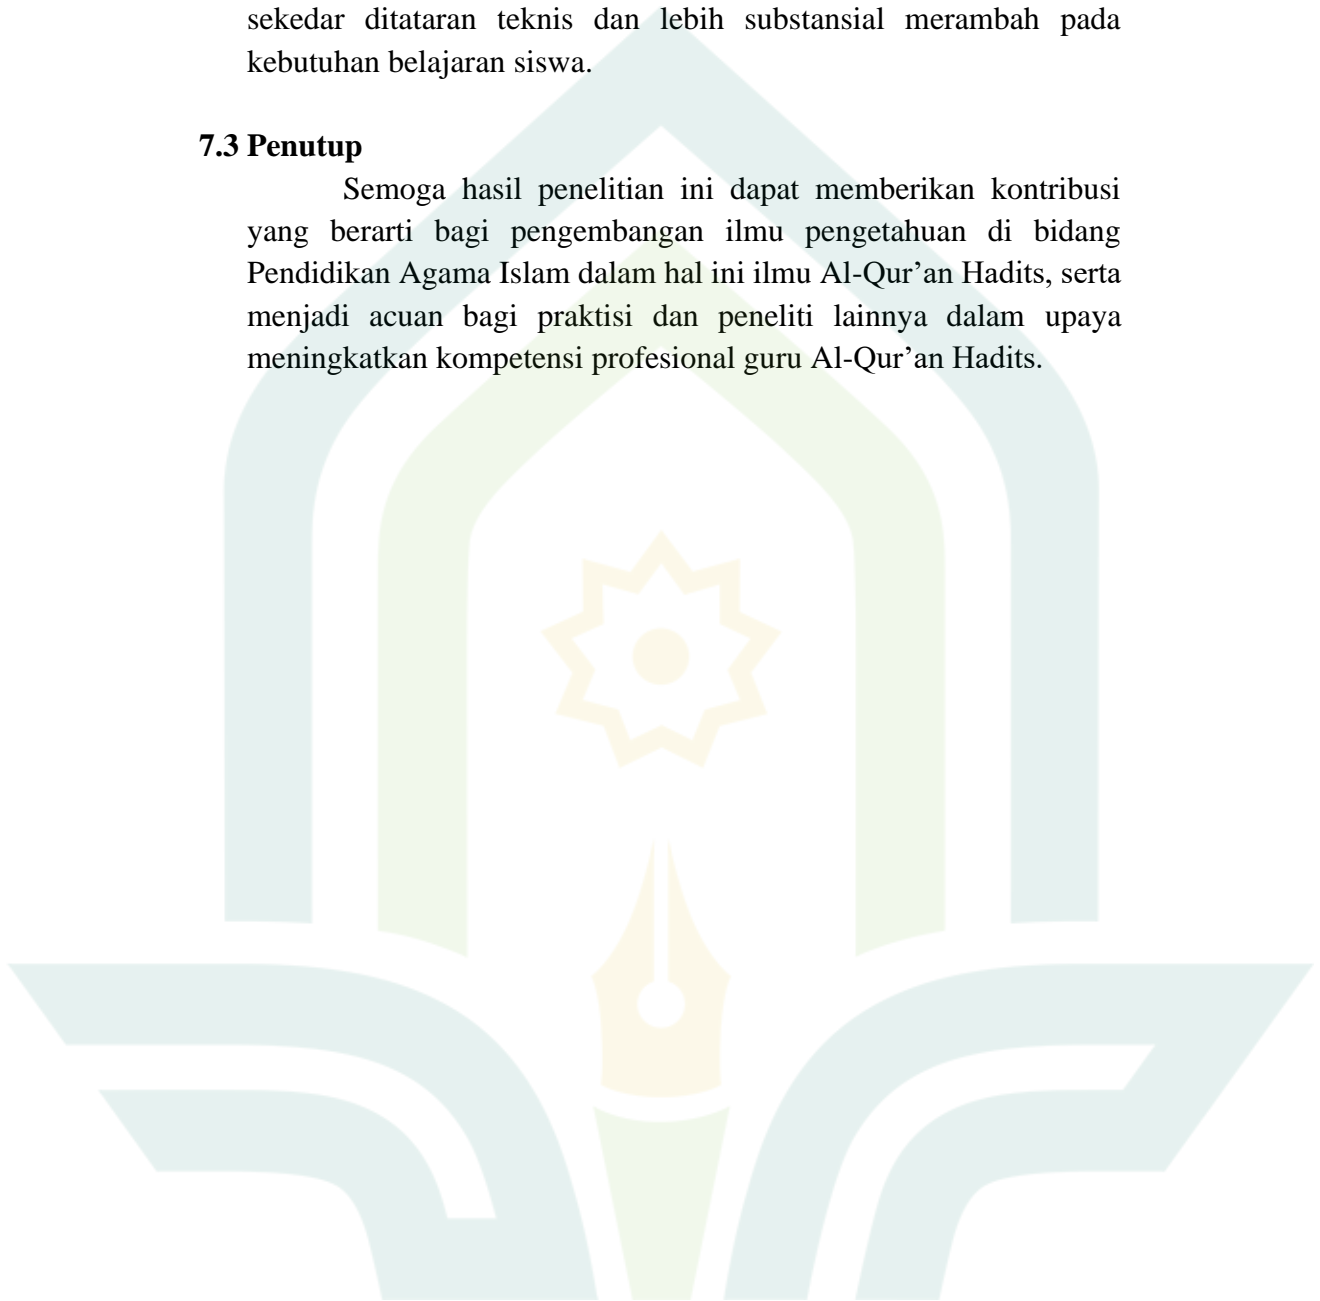 sekedar ditataran teknis dan lebih substansial merambah pada
kebutuhan belajaran siswa.
7.3 Penutup
Semoga hasil penelitian ini dapat memberikan kontribusi
yang berarti bagi pengembangan ilmu pengetahuan di bidang
Pendidikan Agama Islam dalam hal ini ilmu Al-Qur’an Hadits, serta
menjadi acuan bagi praktisi dan peneliti lainnya dalam upaya
meningkatkan kompetensi profesional guru Al-Qur’an Hadits.